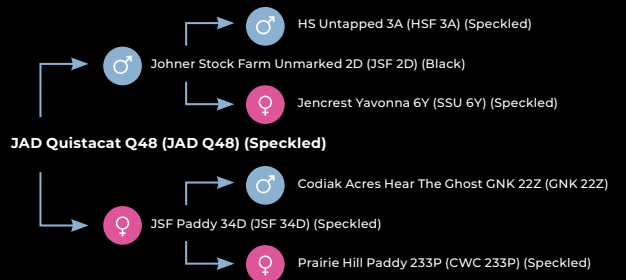 HS Untapped 3A (HSF 3A) (Speckled)
Johner Stock Farm Unmarked 2D (JSF 2D) (Black)
Jencrest Yavonna 6Y (SSU 6Y) (Speckled)
JAD Quistacat Q48 (JAD Q48) (Speckled)
Codiak Acres Hear The Ghost GNK 22Z (GNK 22Z)
JSF Paddy 34D (JSF 34D) (Speckled)
Prairie Hill Paddy 233P (CWC 233P) (Speckled)